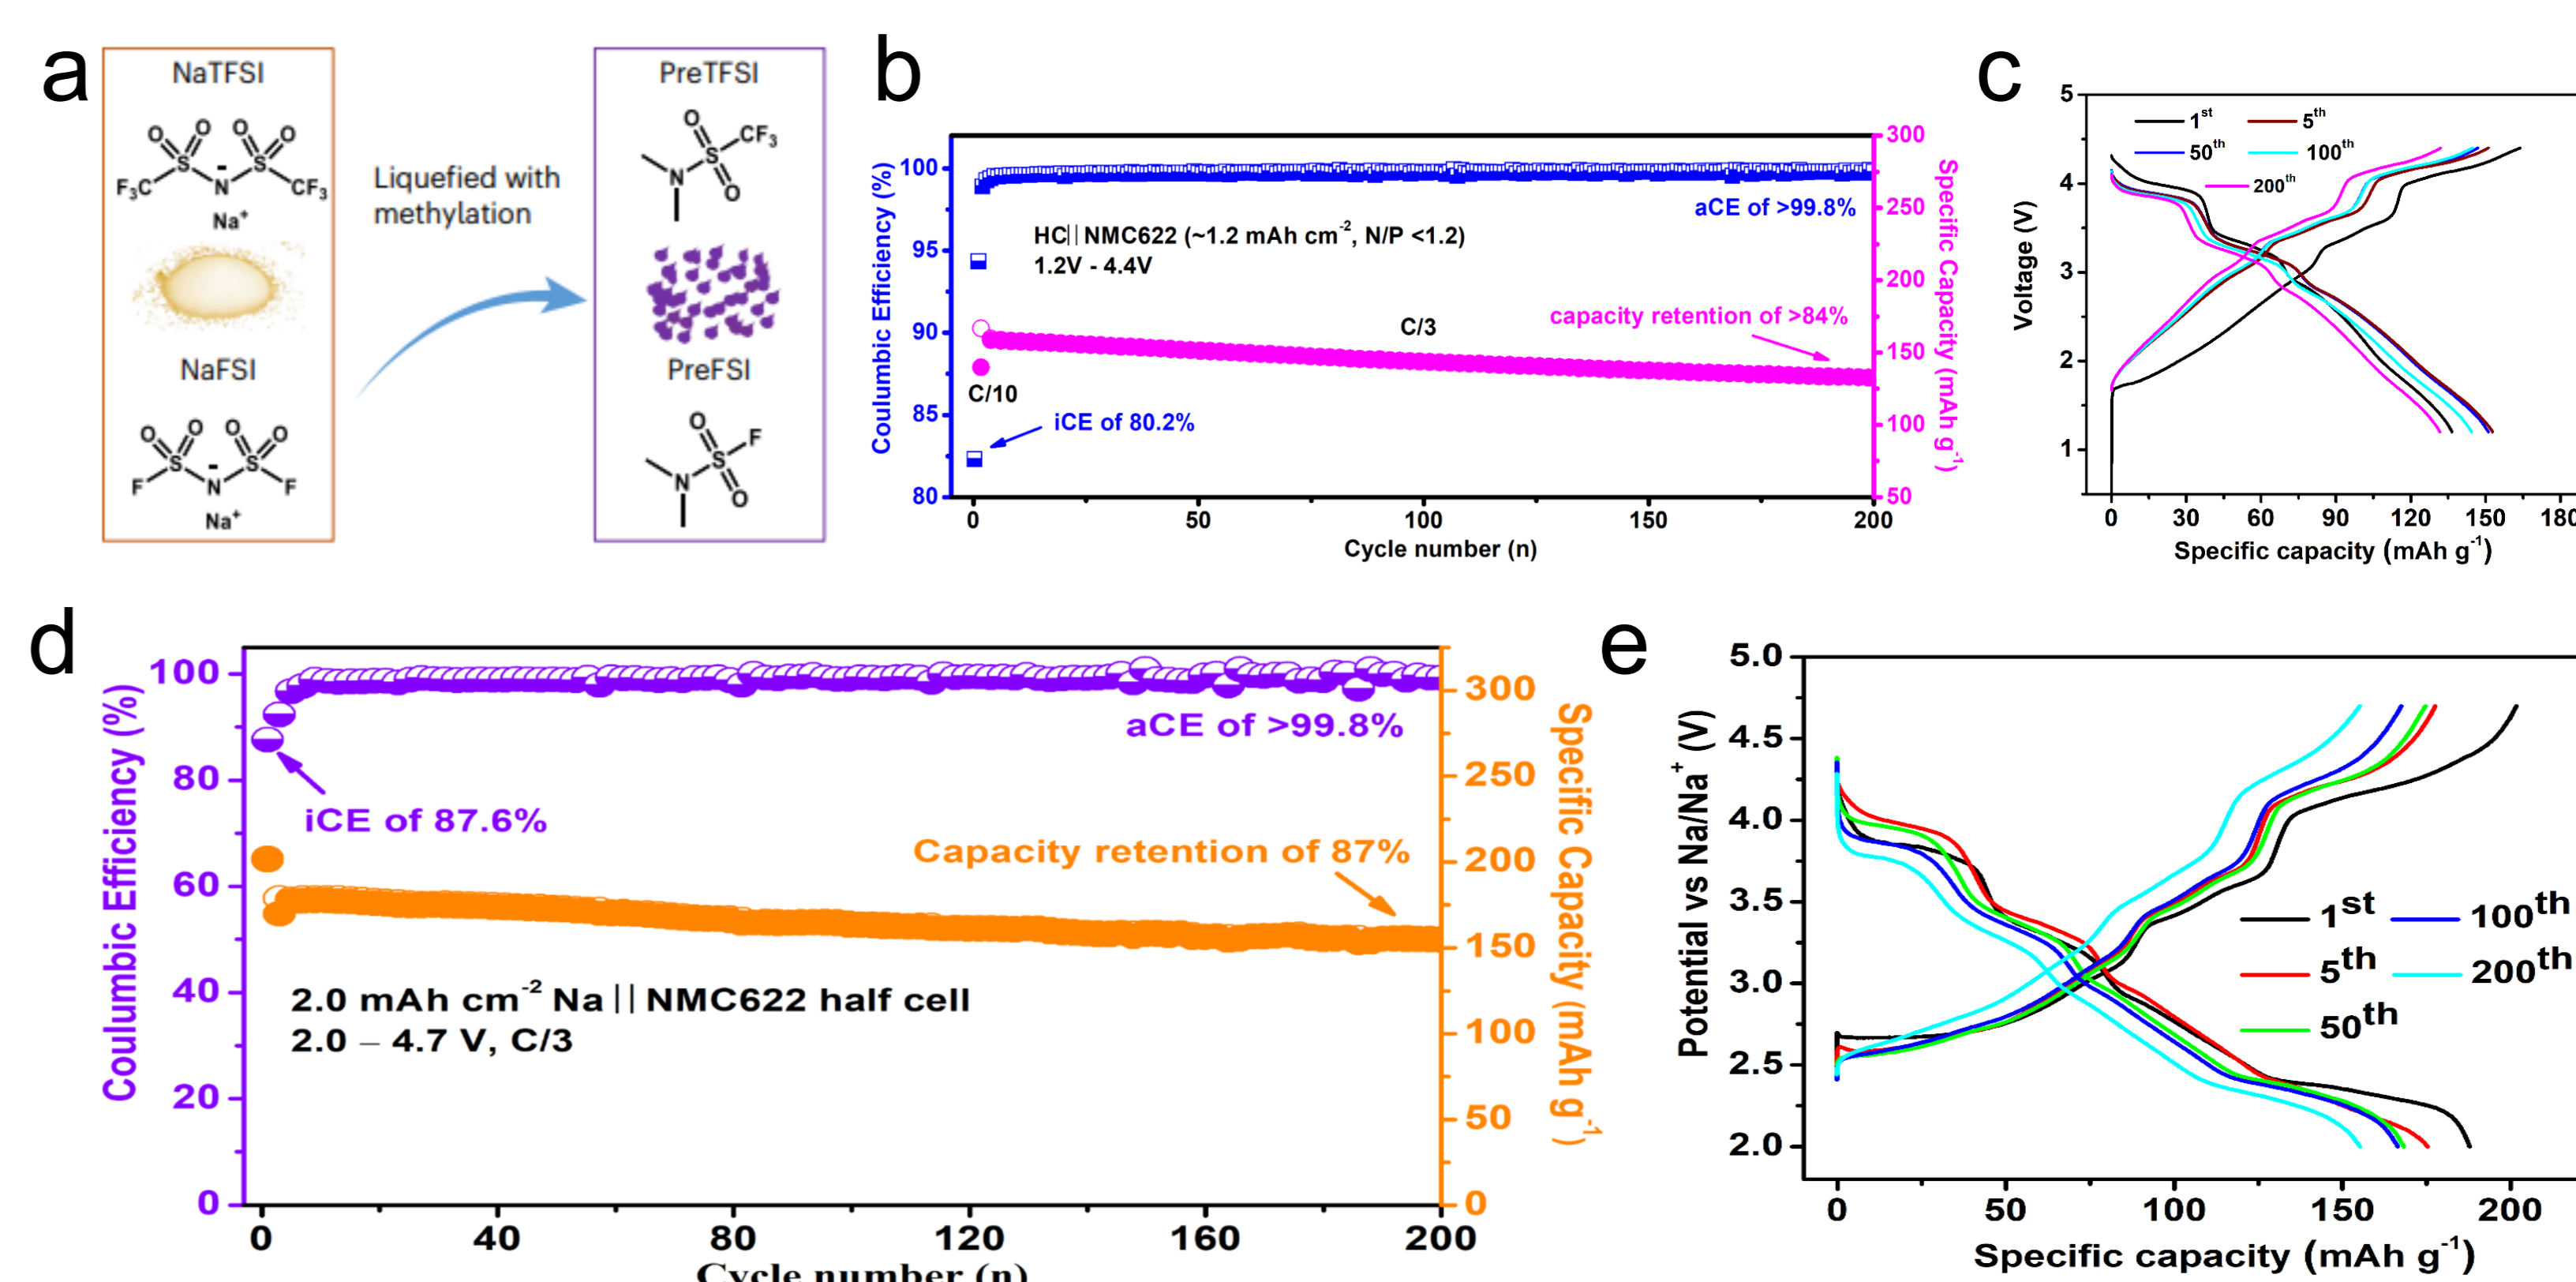 a
NaTFSI
O O O O
S S
F₃C N CF₃
-
Na⁺
NaFSI
O O O O
S S
F N F
-
Na⁺
Liquefied with
methylation
PreTFSI
O
CF₃
S
N
O
PreFSI
O
F
S
N
O
b
Coulumbic Efficiency (%)
100
95
90
85
80
300
250
200
150
100
50
Specific Capacity (mAh g⁻¹)
aCE of >99.8%
HC||NMC622 (~1.2 mAh cm⁻², N/P <1.2)
1.2V - 4.4V
capacity retention of >84%
C/3
C/10
iCE of 80.2%
0 50 100 150 200
Cycle number (n)
c
Voltage (V)
5
4
3
2
1
1ˢᵗ 5ᵗʰ
50ᵗʰ 100ᵗʰ
200ᵗʰ
0 30 60 90 120 150 180
Specific capacity (mAh g⁻¹)
d
Coulumbic Efficiency (%)
100
80
60
40
20
0
300
250
200
150
100
50
0
Specific Capacity (mAh g⁻¹)
aCE of >99.8%
iCE of 87.6%
Capacity retention of 87%
2.0 mAh cm⁻² Na||NMC622 half cell
2.0 – 4.7 V, C/3
0 40 80 120 160 200
Cycle number (n)
e
Potential vs Na/Na⁺ (V)
5.0
4.5
4.0
3.5
3.0
2.5
2.0
1ˢᵗ 100ᵗʰ
5ᵗʰ 200ᵗʰ
50ᵗʰ
0 50 100 150 200
Specific capacity (mAh g⁻¹)